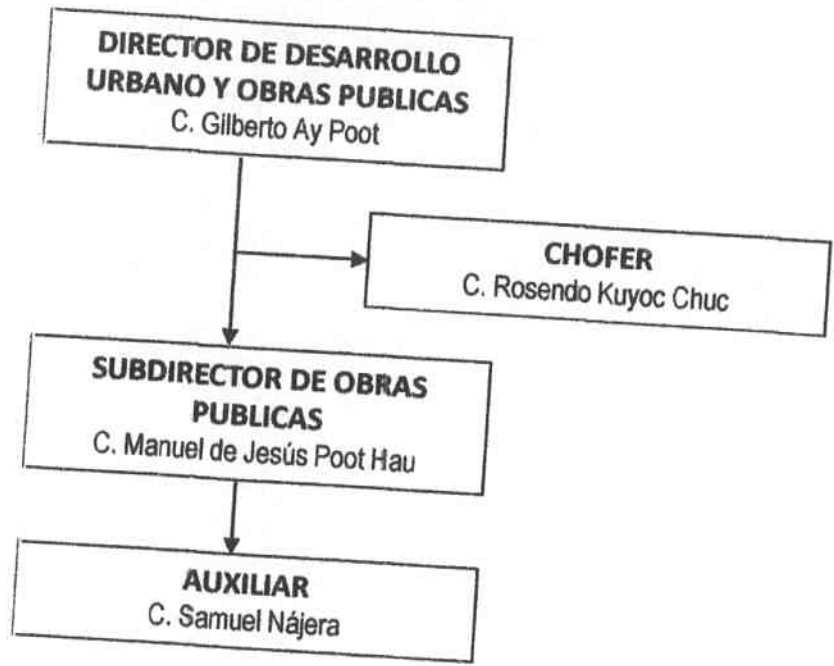 DIRECTOR DE DESARROLLO
URBANO Y OBRAS PUBLICAS
C. Gilberto Ay Poot
CHOFER
C. Rosendo Kuyoc Chuc
SUBDIRECTOR DE OBRAS
PUBLICAS
C. Manuel de Jesús Poot Hau
AUXILIAR
C. Samuel Nájera